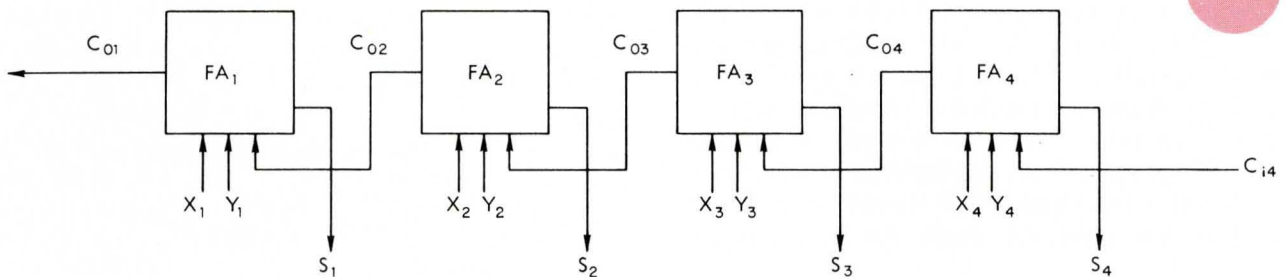 C₀₁ C₀₂ C₀₃ C₀₄
FA₁ FA₂ FA₃ FA₄
C_i4
X₁ Y₁ X₂ Y₂ X₃ Y₃ X₄ Y₄
S₁ S₂ S₃ S₄